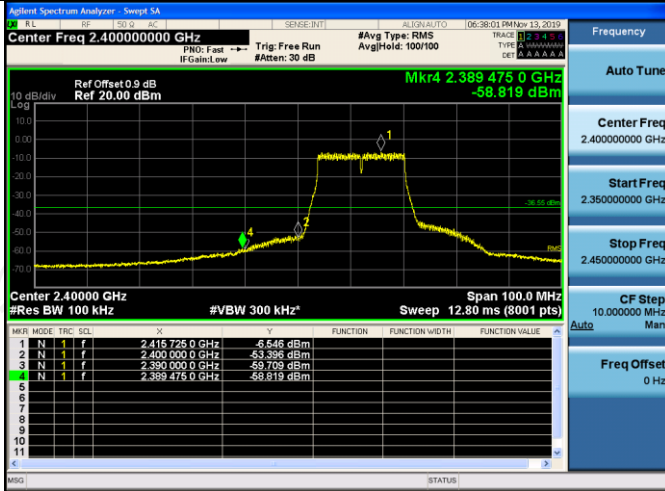 Agilent Spectrum Analyzer - Swept SA
RL RF 50 Ω AC SENSE:INT ALIGN AUTO 06:38:01 PM Nov 13, 2019
Center Freq 2.400000000 GHz
PNO: Fast
IFGain:Low
Trig: Free Run
#Atten: 30 dB
#Avg Type: RMS
Avg|Hold: 100/100
TRACE 1 2 3 4 5 6
TYPE A WWWWW
DET A A A A A A
Ref Offset 0.9 dB
Ref 20.00 dBm
10 dB/div
Log
Mkr4 2.389 475 0 GHz
-58.819 dBm
10.0
0.00
-10.0
-20.0
-30.0
-40.0
-50.0
-60.0
-70.0
1
2
4
-26.55 dBm
RMS
Center 2.40000 GHz
Span 100.0 MHz
#Res BW 100 kHz
#VBW 300 kHz*
Sweep 12.80 ms (8001 pts)
MKR MODE TRC SCL X Y FUNCTION FUNCTION WIDTH FUNCTION VALUE
1 N 1 f 2.415 725 0 GHz -6.546 dBm
2 N 1 f 2.400 000 0 GHz -53.396 dBm
3 N 1 f 2.390 000 0 GHz -59.709 dBm
4 N 1 f 2.389 475 0 GHz -58.819 dBm
5
6
7
8
9
10
11
MSG
STATUS
Frequency
Auto Tune
Center Freq
2.400000000 GHz
Start Freq
2.350000000 GHz
Stop Freq
2.450000000 GHz
CF Step
10.000000 MHz
Auto Man
Freq Offset
0 Hz